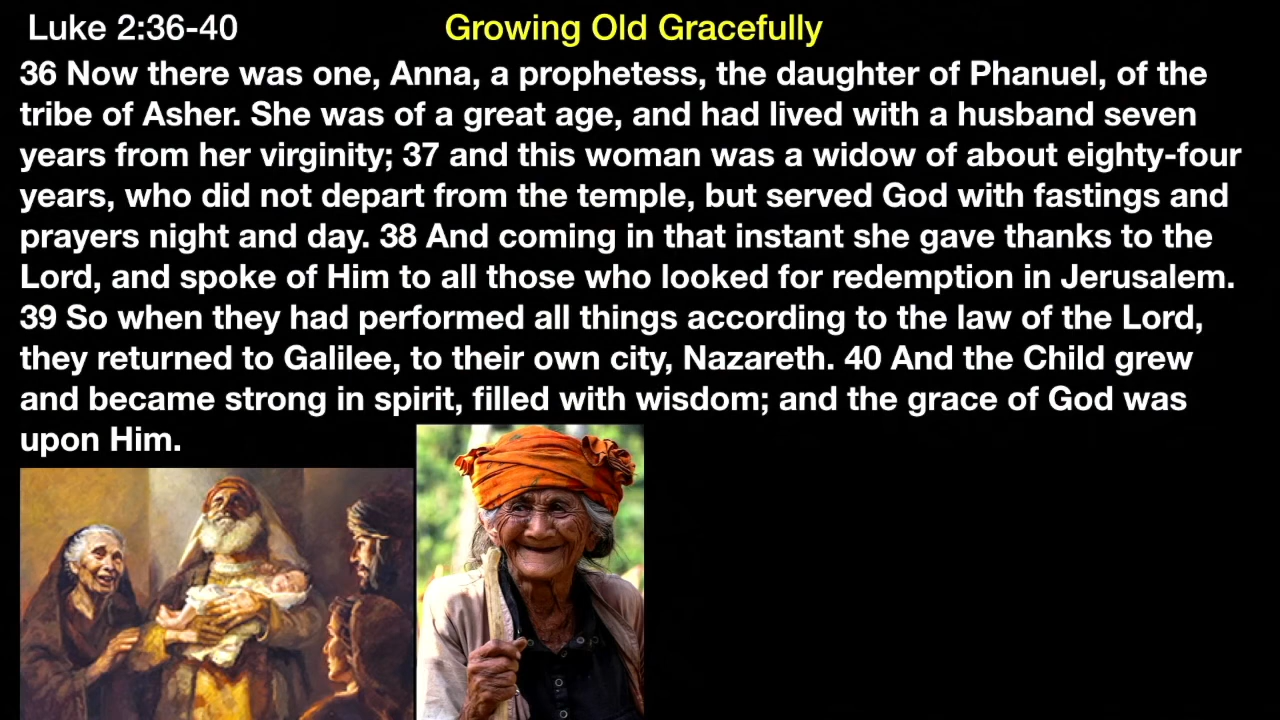 Luke 2:36-40
Growing Old Gracefully
36 Now there was one, Anna, a prophetess, the daughter of Phanuel, of the
tribe of Asher. She was of a great age, and had lived with a husband seven
years from her virginity; 37 and this woman was a widow of about eighty-four
years, who did not depart from the temple, but served God with fastings and
prayers night and day. 38 And coming in that instant she gave thanks to the
Lord, and spoke of Him to all those who looked for redemption in Jerusalem.
39 So when they had performed all things according to the law of the Lord,
they returned to Galilee, to their own city, Nazareth. 40 And the Child grew
and became strong in spirit, filled with wisdom; and the grace of God was
upon Him.